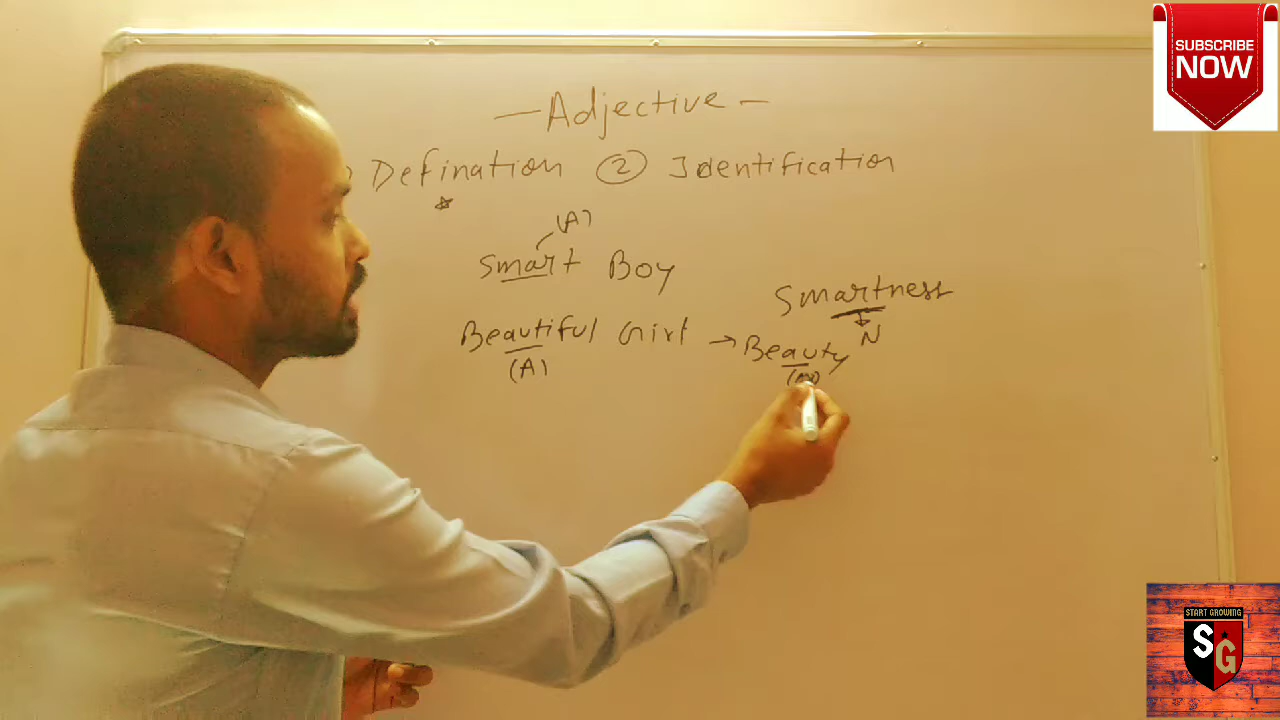 — Adjective —
Defination ② Identification
(A)
Smart Boy
Smartness
N
Beautiful Girl → Beauty
(A)
SUBSCRIBE
NOW
START GROWING
SG